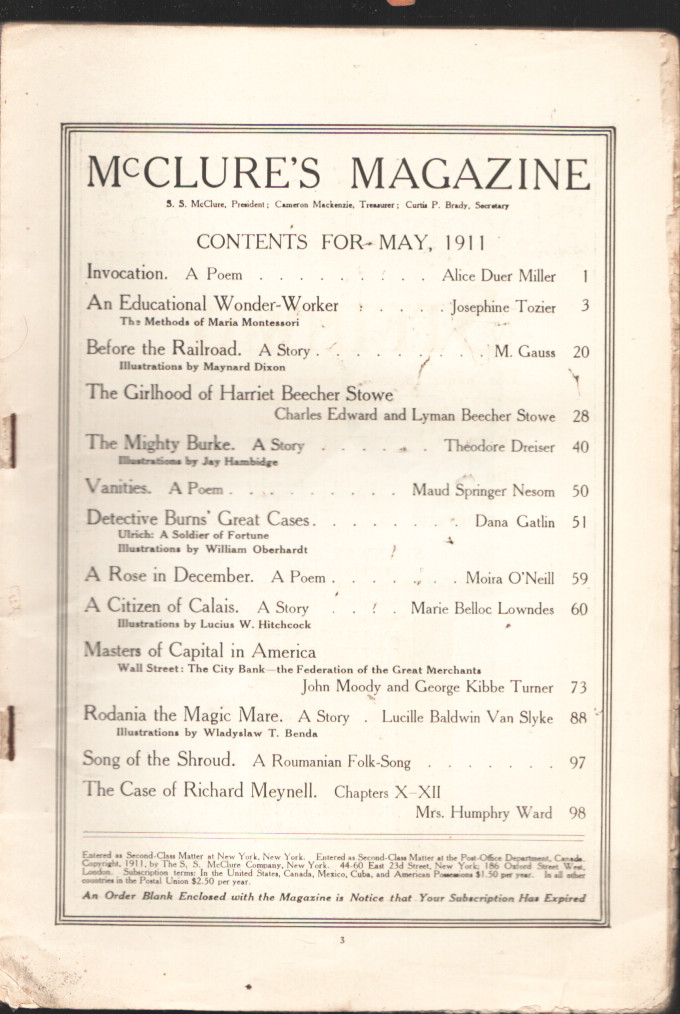 McCLURE'S MAGAZINE
S. S. McClure, President; Cameron Mackenzie, Treasurer; Curtis P. Brady, Secretary
CONTENTS FOR MAY, 1911
Invocation. A Poem . . . . . . . . . Alice Duer Miller 1
An Educational Wonder-Worker . . . . . Josephine Tozier 3
The Methods of Maria Montessori
Before the Railroad. A Story . . . . . . . . . . M. Gauss 20
Illustrations by Maynard Dixon
The Girlhood of Harriet Beecher Stowe
Charles Edward and Lyman Beecher Stowe 28
The Mighty Burke. A Story . . . . . . Theodore Dreiser 40
Illustrations by Jay Hambidge
Vanities. A Poem . . . . . . . . . . Maud Springer Nesom 50
Detective Burns' Great Cases . . . . . . . . Dana Gatlin 51
Ulrich: A Soldier of Fortune
Illustrations by William Oberhardt
A Rose in December. A Poem . . . . . . . Moira O'Neill 59
A Citizen of Calais. A Story . . . . Marie Belloc Lowndes 60
Illustrations by Lucius W. Hitchcock
Masters of Capital in America
Wall Street: The City Bank—the Federation of the Great Merchants
John Moody and George Kibbe Turner 73
Rodania the Magic Mare. A Story . Lucille Baldwin Van Slyke 88
Illustrations by Wladyslaw T. Benda
Song of the Shroud. A Roumanian Folk-Song . . . . . . . 97
The Case of Richard Meynell. Chapters X–XII
Mrs. Humphry Ward 98
Entered as Second-Class Matter at New York, New York. Entered as Second-Class Matter at the Post-Office Department, Canada.
Copyright, 1911, by The S. S. McClure Company, New York. 44-60 East 23d Street, New York; 186 Oxford Street West,
London. Subscription terms: In the United States, Canada, Mexico, Cuba, and American Possessions $1.50 per year. In all other
countries in the Postal Union $2.50 per year.
An Order Blank Enclosed with the Magazine is Notice that Your Subscription Has Expired
3